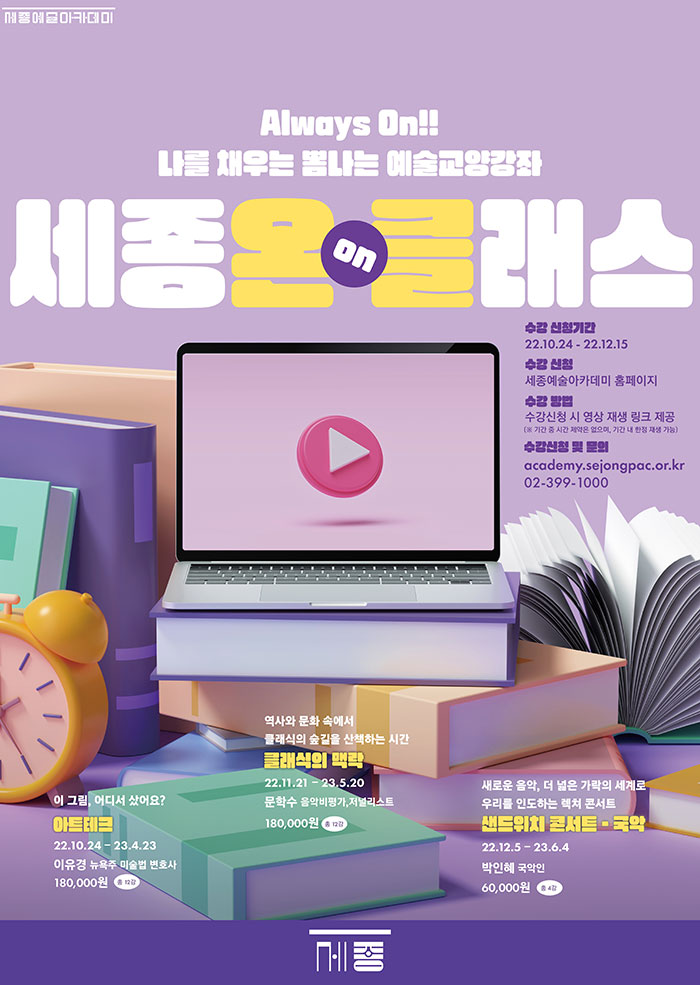 세종예술아카데미
Always On!!
나를 채우는 뽐나는 예술교양강좌
세종온 on 클래스
수강 신청기간
22.10.24 - 22.12.15
수강 신청
세종예술아카데미 홈페이지
수강 방법
수강신청 시 영상 재생 링크 제공
(※ 기간 중 시간 제약은 없으며, 기간 내 한정 재생 가능)
수강신청 및 문의
academy.sejongpac.or.kr
02-399-1000
역사와 문화 속에서
클래식의 숲길을 산책하는 시간
클래식의 맥락
22.11.21 – 23.5.20
문학수 음악비평가,저널리스트
180,000원 총 12강
이 그림, 어디서 샀어요?
아트테크
22.10.24 – 23.4.23
이유경 뉴욕주 미술법 변호사
180,000원 총 12강
새로운 음악, 더 넓은 가락의 세계로
우리를 인도하는 렉처 콘서트
샌드위치 콘서트 - 국악
22.12.5 – 23.6.4
박인혜 국악인
60,000원 총 4강
세종